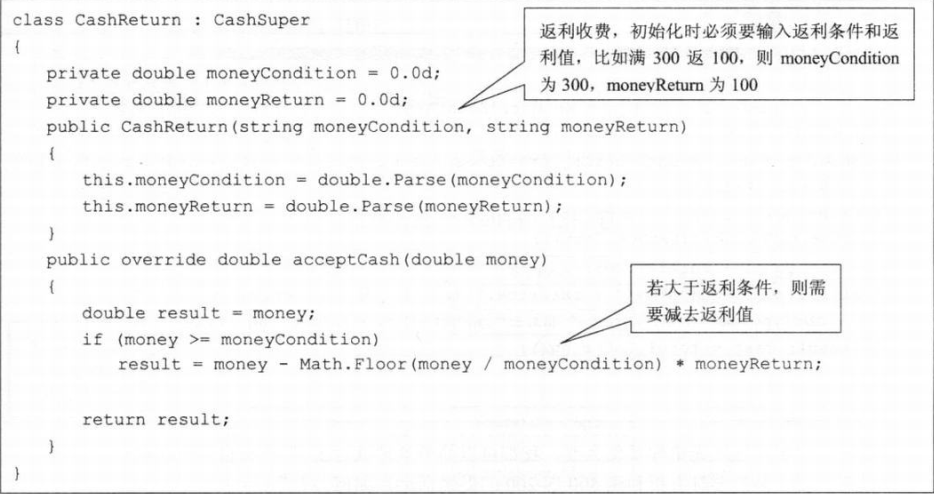 class CashReturn : CashSuper
{
返利收费，初始化时必须要输入返利条件和返
利值，比如满 300 返 100，则 moneyCondition
为 300，moneyReturn 为 100
private double moneyCondition = 0.0d;
private double moneyReturn = 0.0d;
public CashReturn(string moneyCondition, string moneyReturn)
{
this.moneyCondition = double.Parse(moneyCondition);
this.moneyReturn = double.Parse(moneyReturn);
}
public override double acceptCash(double money)
{
若大于返利条件，则需
要减去返利值
double result = money;
if (money >= moneyCondition)
result = money - Math.Floor(money / moneyCondition) * moneyReturn;
return result;
}
}